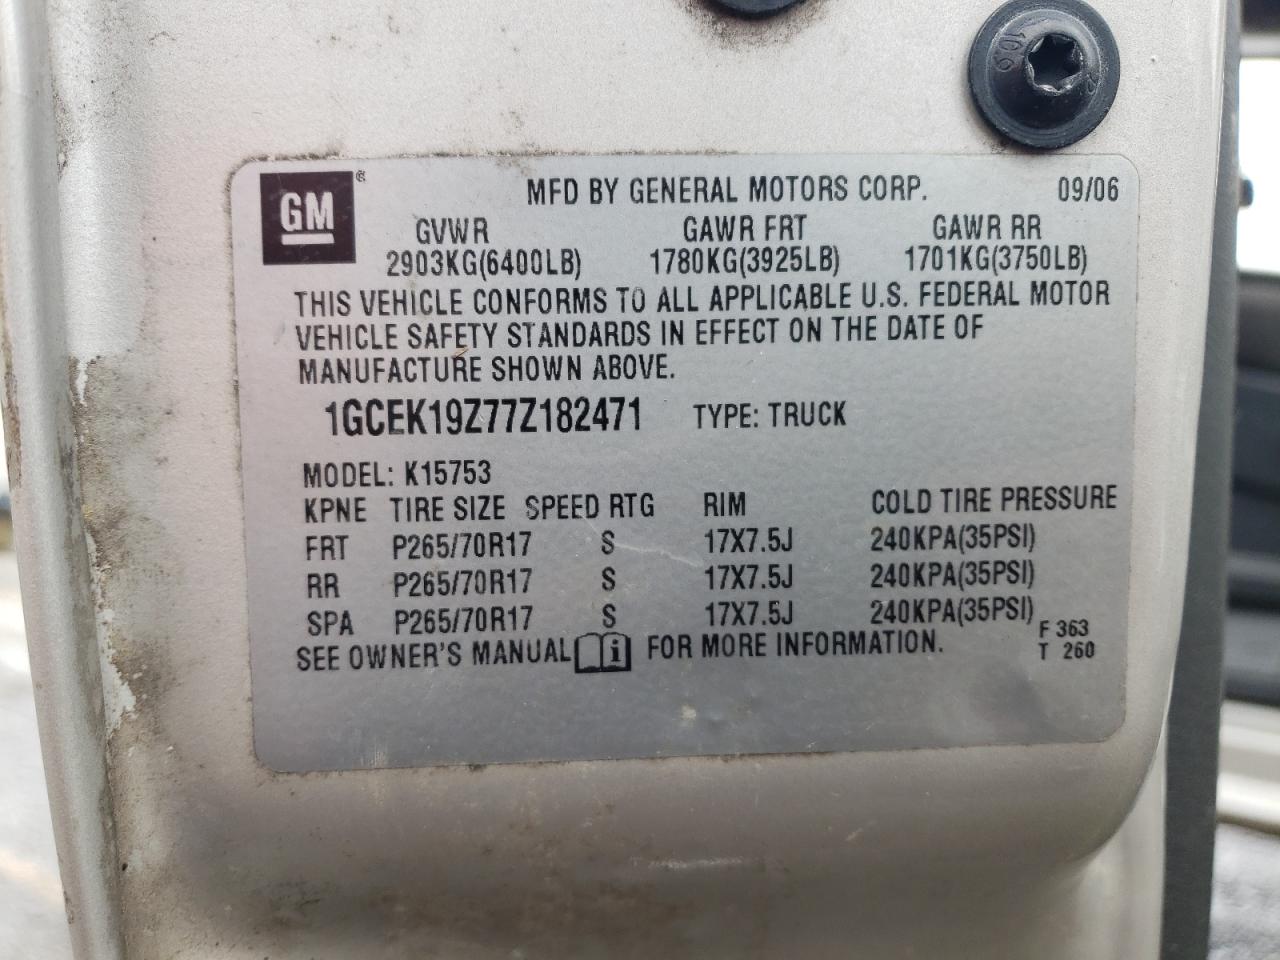 10.9
GM®
MFD BY GENERAL MOTORS CORP. 09/06
GVWR GAWR FRT GAWR RR
2903KG(6400LB) 1780KG(3925LB) 1701KG(3750LB)
THIS VEHICLE CONFORMS TO ALL APPLICABLE U.S. FEDERAL MOTOR
VEHICLE SAFETY STANDARDS IN EFFECT ON THE DATE OF
MANUFACTURE SHOWN ABOVE.
1GCEK19Z77Z182471 TYPE: TRUCK
MODEL: K15753
KPNE TIRE SIZE SPEED RTG RIM COLD TIRE PRESSURE
FRT P265/70R17 S 17X7.5J 240KPA(35PSI)
RR P265/70R17 S 17X7.5J 240KPA(35PSI)
SPA P265/70R17 S 17X7.5J 240KPA(35PSI)
SEE OWNER'S MANUAL i FOR MORE INFORMATION.
F 363
T 260